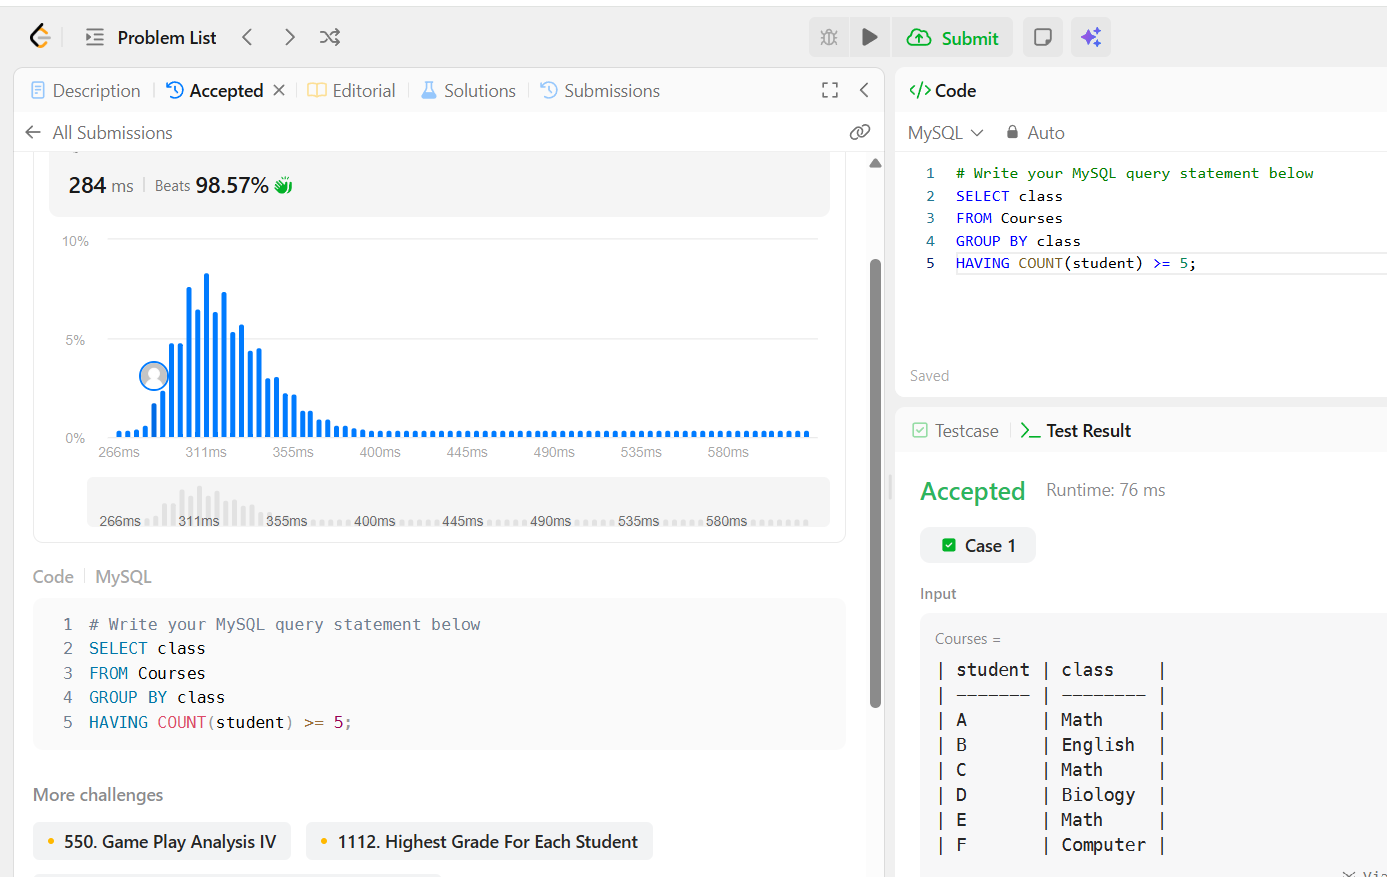 Problem List
Submit
Description
Accepted
Editorial
Solutions
Submissions
All Submissions
284 ms
Beats 98.57%
10%
5%
0%
266ms 311ms 355ms 400ms 445ms 490ms 535ms 580ms
266ms 311ms 355ms 400ms 445ms 490ms 535ms 580ms
Code
MySQL
1 # Write your MySQL query statement below
2 SELECT class
3 FROM Courses
4 GROUP BY class
5 HAVING COUNT(student) >= 5;
More challenges
550. Game Play Analysis IV
1112. Highest Grade For Each Student
</> Code
MySQL
Auto
1 # Write your MySQL query statement below
2 SELECT class
3 FROM Courses
4 GROUP BY class
5 HAVING COUNT(student) >= 5;
Saved
Testcase
Test Result
Accepted
Runtime: 76 ms
Case 1
Input
Courses =
| student | class |
| ------- | -------- |
| A | Math |
| B | English |
| C | Math |
| D | Biology |
| E | Math |
| F | Computer |